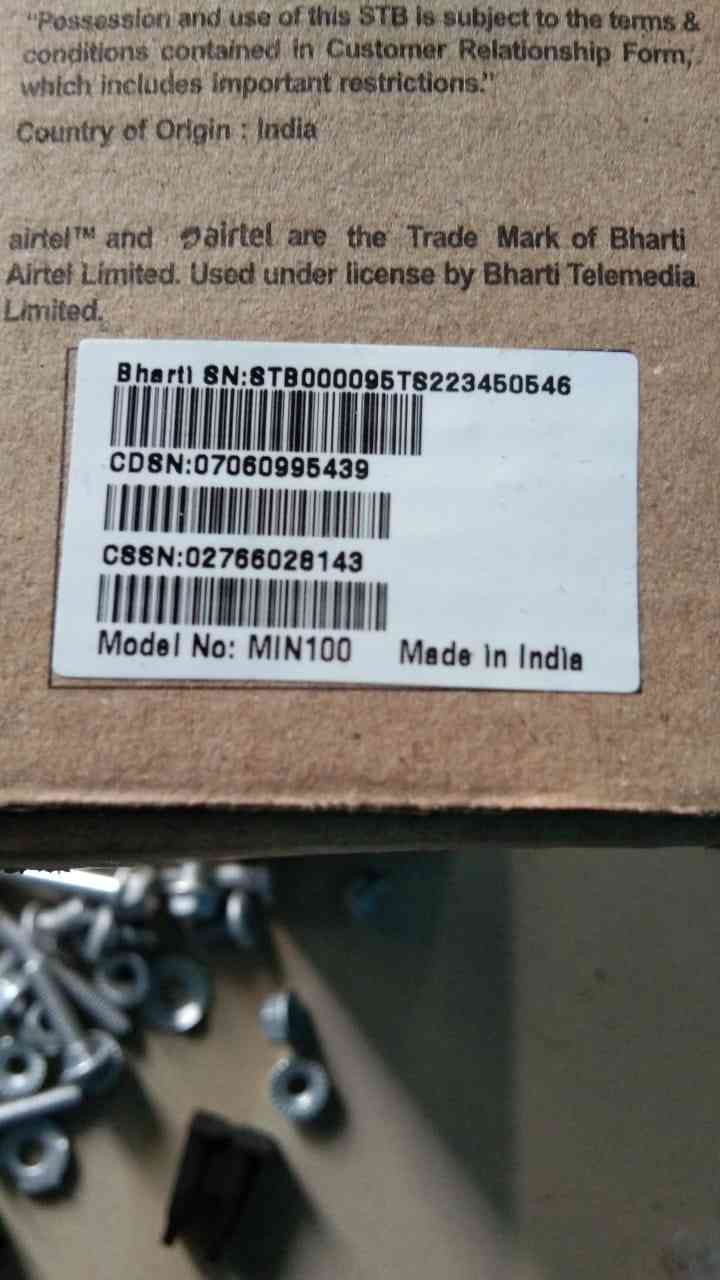 "Possession and use of this STB is subject to the terms &
conditions contained in Customer Relationship Form,
which includes important restrictions."
Country of Origin : India
airtel™ and airtel are the Trade Mark of Bharti
Airtel Limited. Used under license by Bharti Telemedia
Limited.
Bharti SN:STB000095TS223450546
CDSN:07060995439
CSSN:02766028143
Model No: MIN100 Made in India